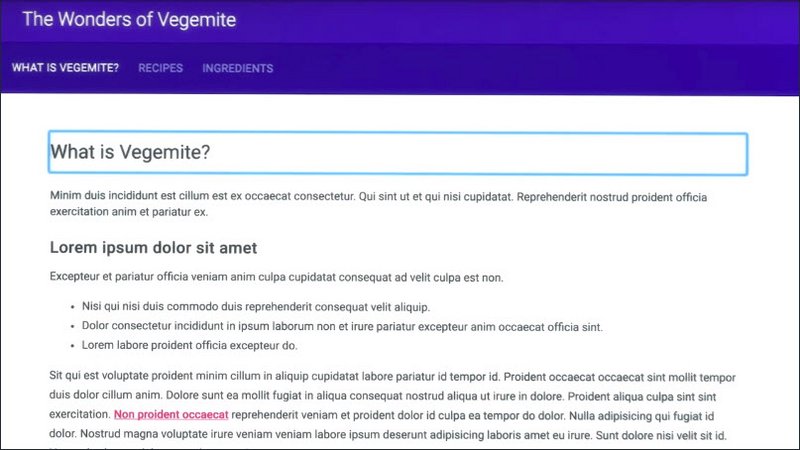 The Wonders of Vegemite
WHAT IS VEGEMITE? RECIPES INGREDIENTS
What is Vegemite?
Minim duis incididunt est cillum est ex occaecat consectetur. Qui sint ut et qui nisi cupidatat. Reprehenderit nostrud proident officia
exercitation anim et pariatur ex.
Lorem ipsum dolor sit amet
Excepteur et pariatur officia veniam anim culpa cupidatat consequat ad velit culpa est non.
• Nisi qui nisi duis commodo duis reprehenderit consequat velit aliquip.
• Dolor consectetur incididunt in ipsum laborum non et irure pariatur excepteur anim occaecat officia sint.
• Lorem labore proident officia excepteur do.
Sit qui est voluptate proident minim cillum in aliquip cupidatat labore pariatur id tempor id. Proident occaecat occaecat sint mollit tempor
duis dolor cillum anim. Dolore sunt ea mollit fugiat in aliqua consequat nostrud aliqua ut irure in dolore. Proident aliqua culpa sint sint
exercitation. Non proident occaecat reprehenderit veniam et proident dolor id culpa ea tempor do dolor. Nulla adipisicing qui fugiat id
dolor. Nostrud magna voluptate irure veniam veniam labore ipsum deserunt adipisicing laboris amet eu irure. Sunt dolore nisi velit sit id.